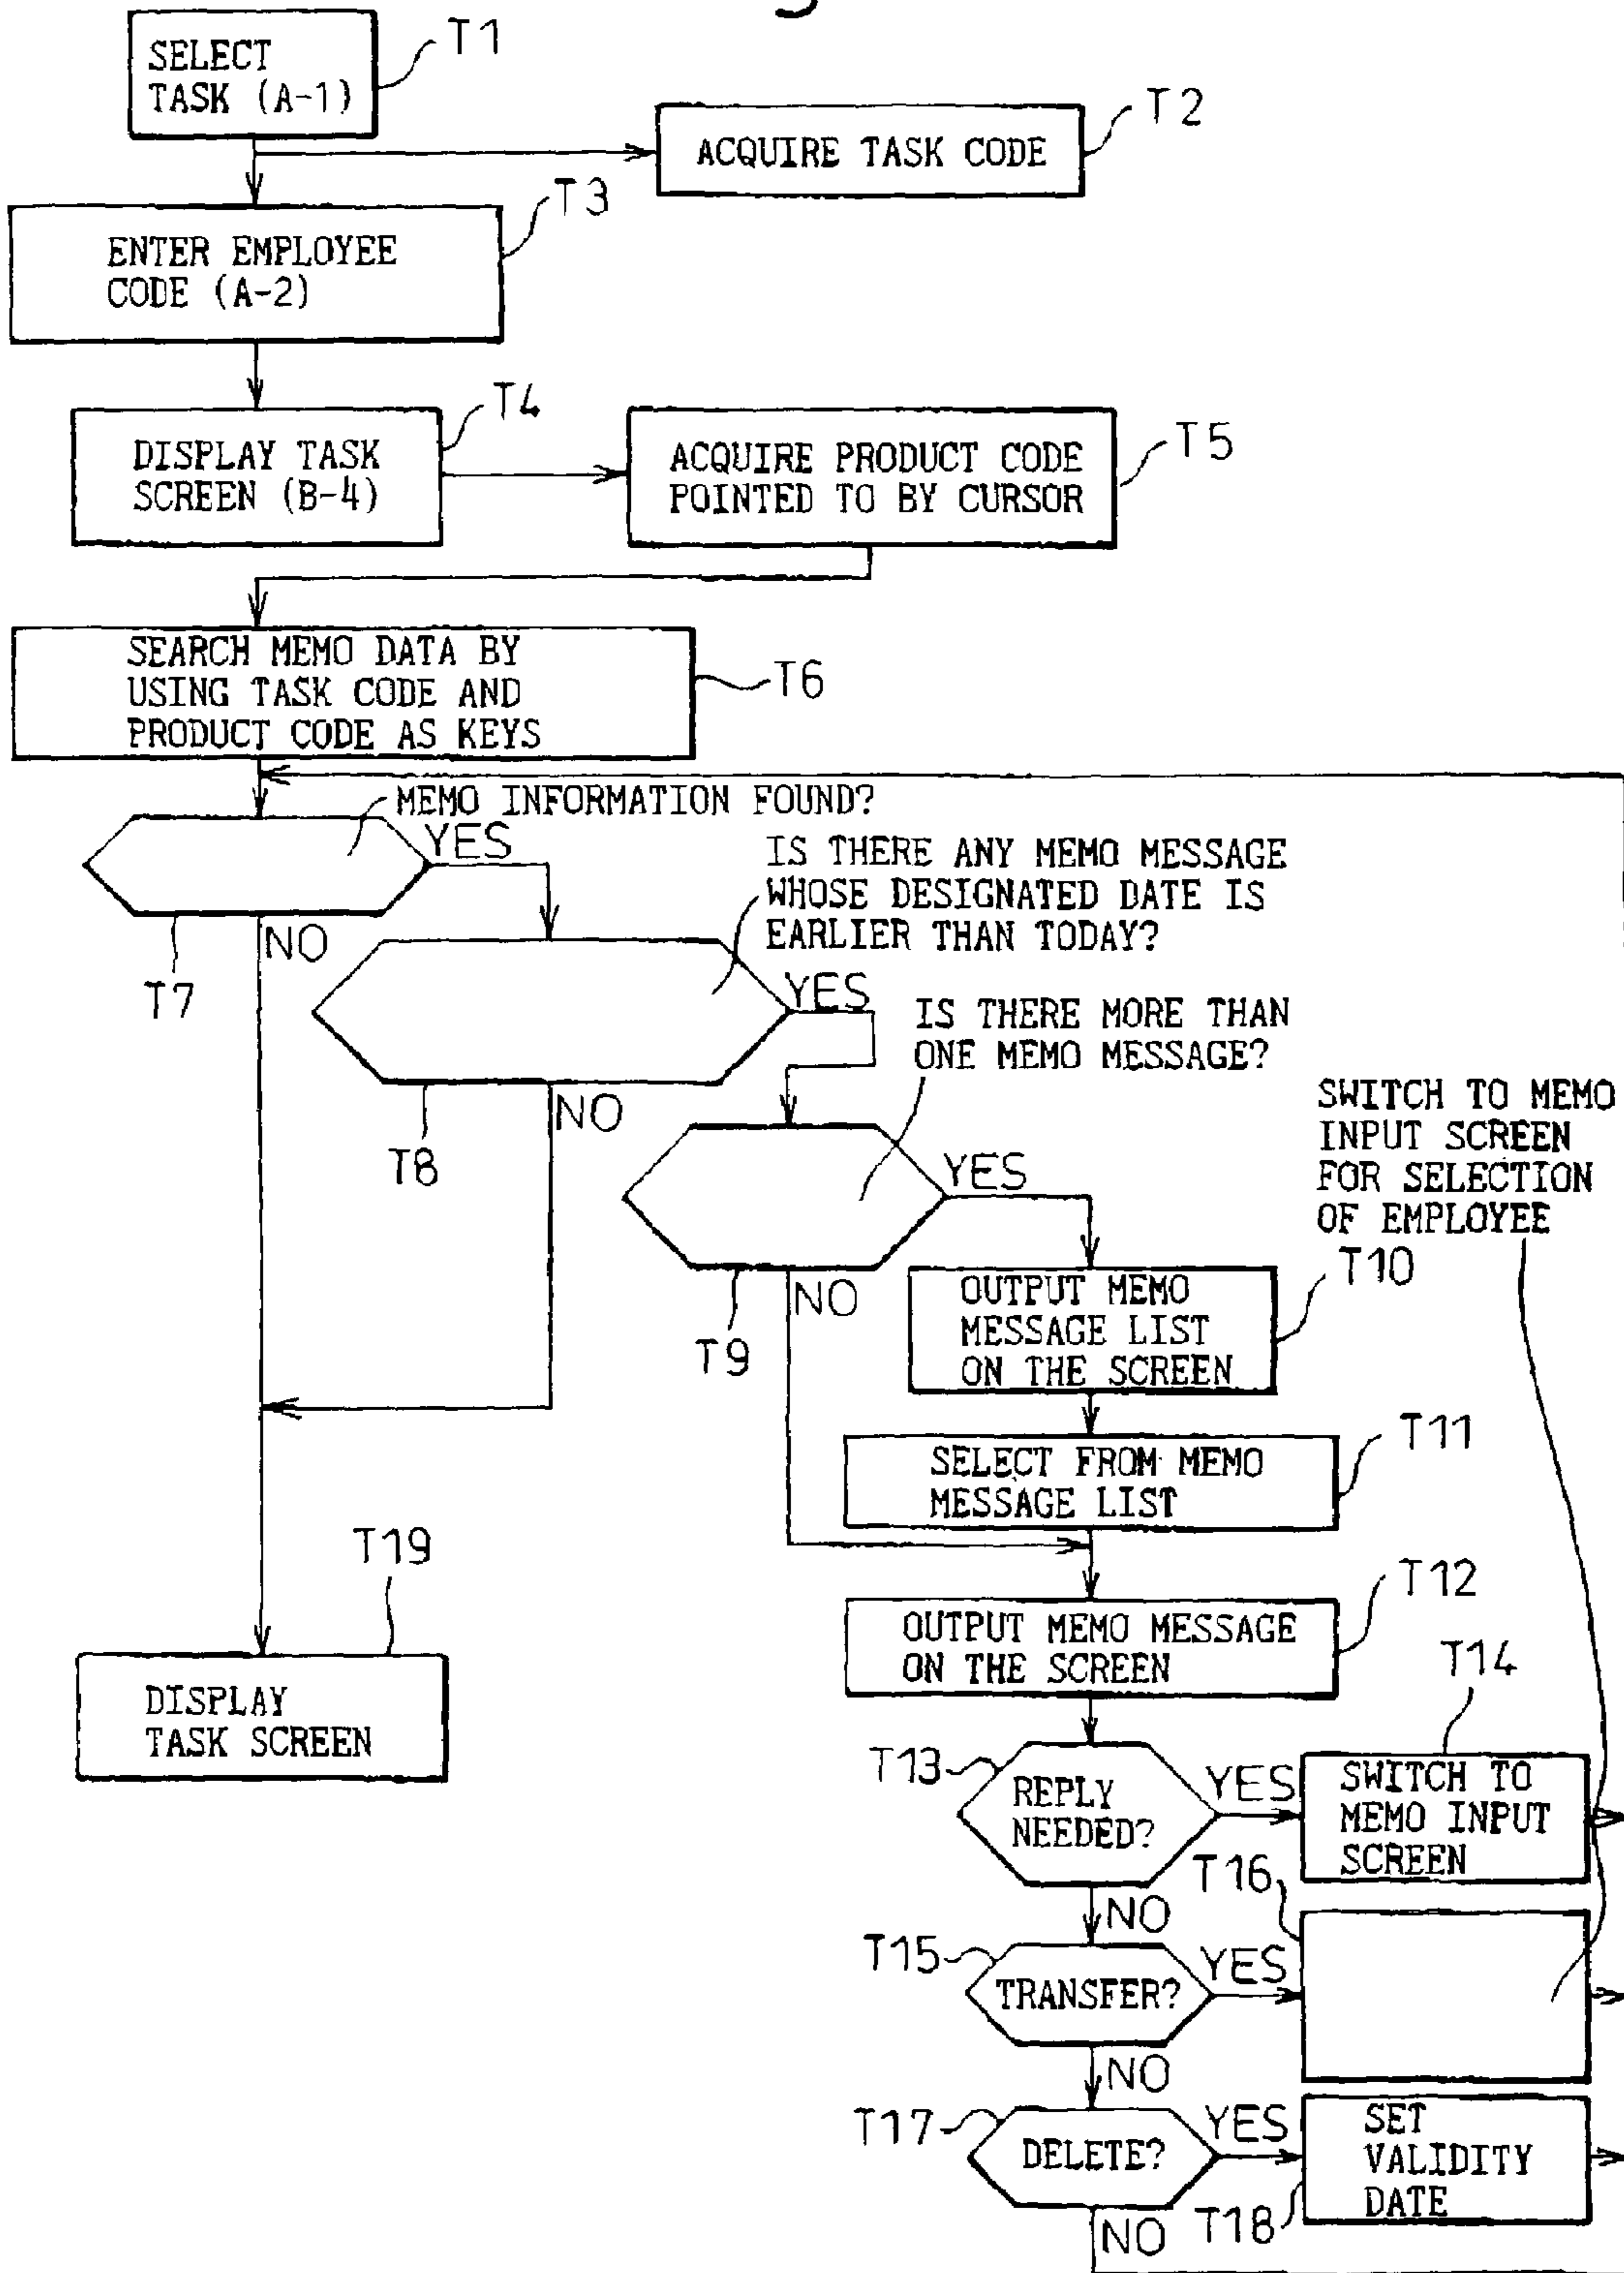 SELECT
TASK (A-1)
T1
ACQUIRE TASK CODE
T2
ENTER EMPLOYEE
CODE (A-2)
T3
DISPLAY TASK
SCREEN (B-4)
T4
ACQUIRE PRODUCT CODE
POINTED TO BY CURSOR
T5
SEARCH MEMO DATA BY
USING TASK CODE AND
PRODUCT CODE AS KEYS
T6
MEMO INFORMATION FOUND?
YES
NO
T7
IS THERE ANY MEMO MESSAGE
WHOSE DESIGNATED DATE IS
EARLIER THAN TODAY?
YES
NO
T8
IS THERE MORE THAN
ONE MEMO MESSAGE?
YES
NO
T9
SWITCH TO MEMO
INPUT SCREEN
FOR SELECTION
OF EMPLOYEE
T10
OUTPUT MEMO
MESSAGE LIST
ON THE SCREEN
T11
SELECT FROM MEMO
MESSAGE LIST
T12
OUTPUT MEMO MESSAGE
ON THE SCREEN
T19
DISPLAY
TASK SCREEN
T13
REPLY
NEEDED?
YES
NO
T14
SWITCH TO
MEMO INPUT
SCREEN
T15
TRANSFER?
YES
NO
T16
T17
DELETE?
YES
NO
T18
SET
VALIDITY
DATE